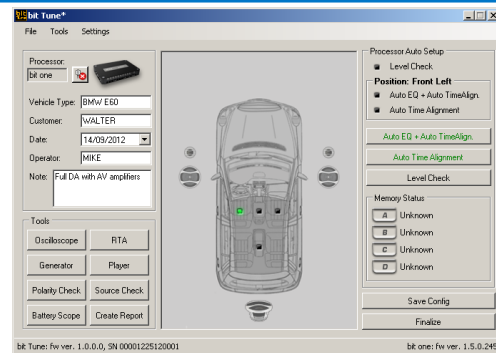 bit Tune*
File Tools Settings
Processor:
bit one
Vehicle Type: BMW E60
Customer: WALTER
Date: 14/09/2012
Operator: MIKE
Note: Full DA with AV amplifiers
Tools
Oscilloscope RTA
Generator Player
Polarity Check Source Check
Battery Scope Create Report
Processor Auto Setup
Level Check
Position: Front Left
Auto EQ + Auto TimeAlign.
Auto Time Alignment
Auto EQ + Auto TimeAlign.
Auto Time Alignment
Level Check
Memory Status
A Unknown
B Unknown
C Unknown
D Unknown
Save Config
Finalize
bit Tune: fw ver. 1.0.0.0, SN 00001225120001
bit one: fw ver. 1.5.0.245